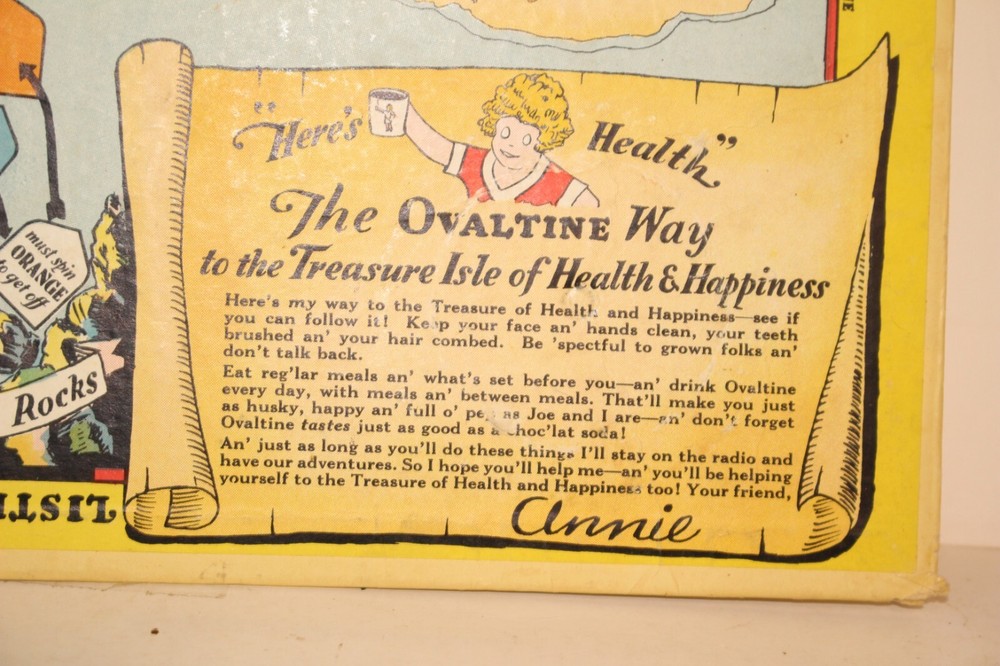 "Here's Health"
The OVALTINE Way
to the Treasure Isle of Health & Happiness
Here's my way to the Treasure of Health and Happiness—see if
you can follow it! Keep your face an' hands clean, your teeth
brushed an' your hair combed. Be 'spectful to grown folks an'
don't talk back.
Eat reg'lar meals an' what's set before you—an' drink Ovaltine
every day, with meals an' between meals. That'll make you just
as husky, happy an' full o' pep as Joe and I are—an' don't forget
Ovaltine tastes just as good as a choc'lat soda!
An' just as long as you'll do these things I'll stay on the radio and
have our adventures. So I hope you'll help me—an' you'll be helping
yourself to the Treasure of Health and Happiness too! Your friend,
Annie
must spin
ORANGE
to get off
Rocks